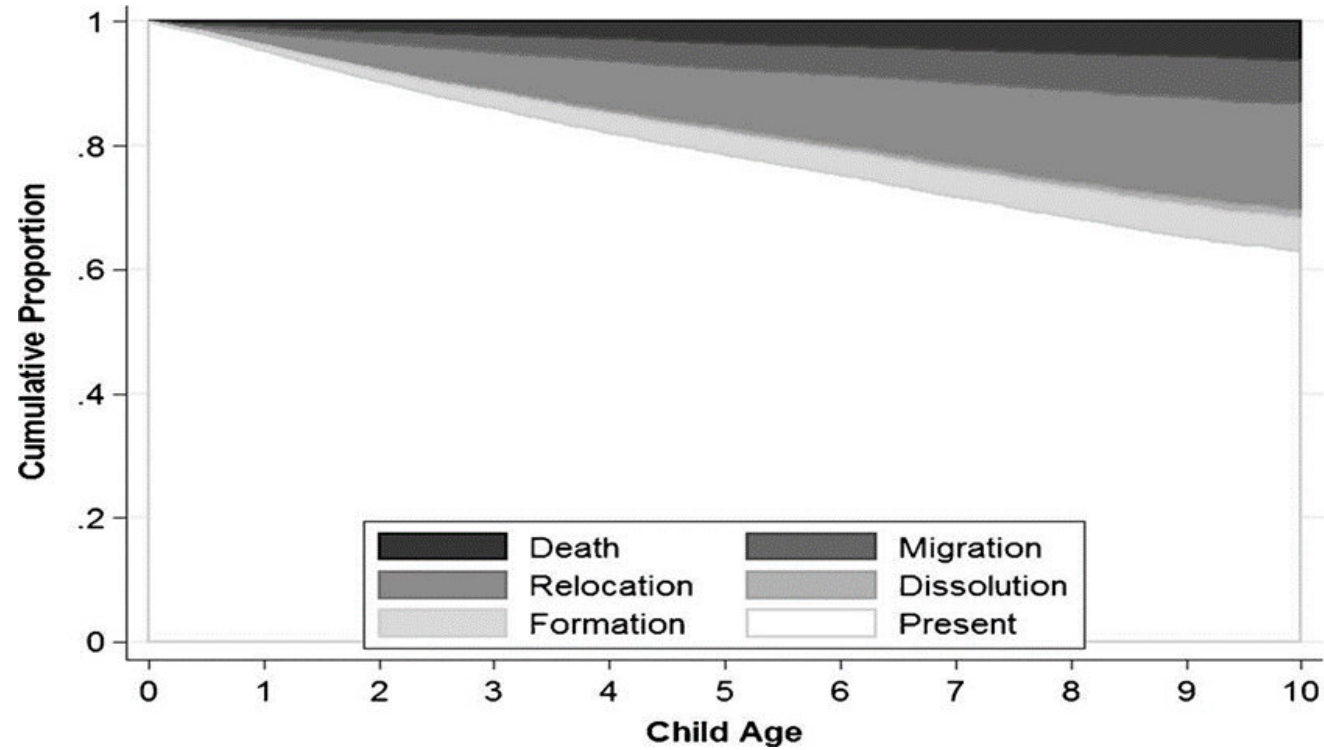 Cumulative Proportion
1
.8
.6
.4
.2
0
Death Migration
Relocation Dissolution
Formation Present
0 1 2 3 4 5 6 7 8 9 10
Child Age